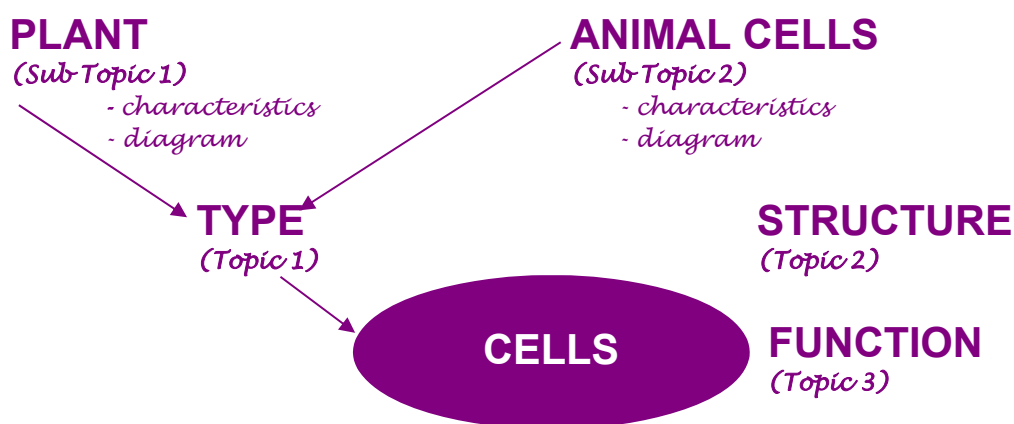 PLANT
(Sub Topic 1)
- characteristics
- diagram
ANIMAL CELLS
(Sub Topic 2)
- characteristics
- diagram
TYPE
(Topic 1)
STRUCTURE
(Topic 2)
CELLS
FUNCTION
(Topic 3)